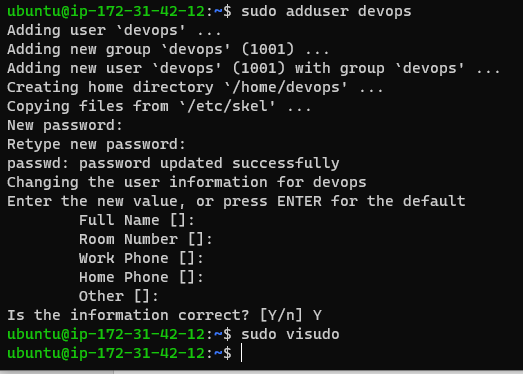 ubuntu@ip-172-31-42-12:~$ sudo adduser devops
Adding user `devops' ...
Adding new group `devops' (1001) ...
Adding new user `devops' (1001) with group `devops' ...
Creating home directory `/home/devops' ...
Copying files from `/etc/skel' ...
New password:
Retype new password:
passwd: password updated successfully
Changing the user information for devops
Enter the new value, or press ENTER for the default
        Full Name []:
        Room Number []:
        Work Phone []:
        Home Phone []:
        Other []:
Is the information correct? [Y/n] Y
ubuntu@ip-172-31-42-12:~$ sudo visudo
ubuntu@ip-172-31-42-12:~$